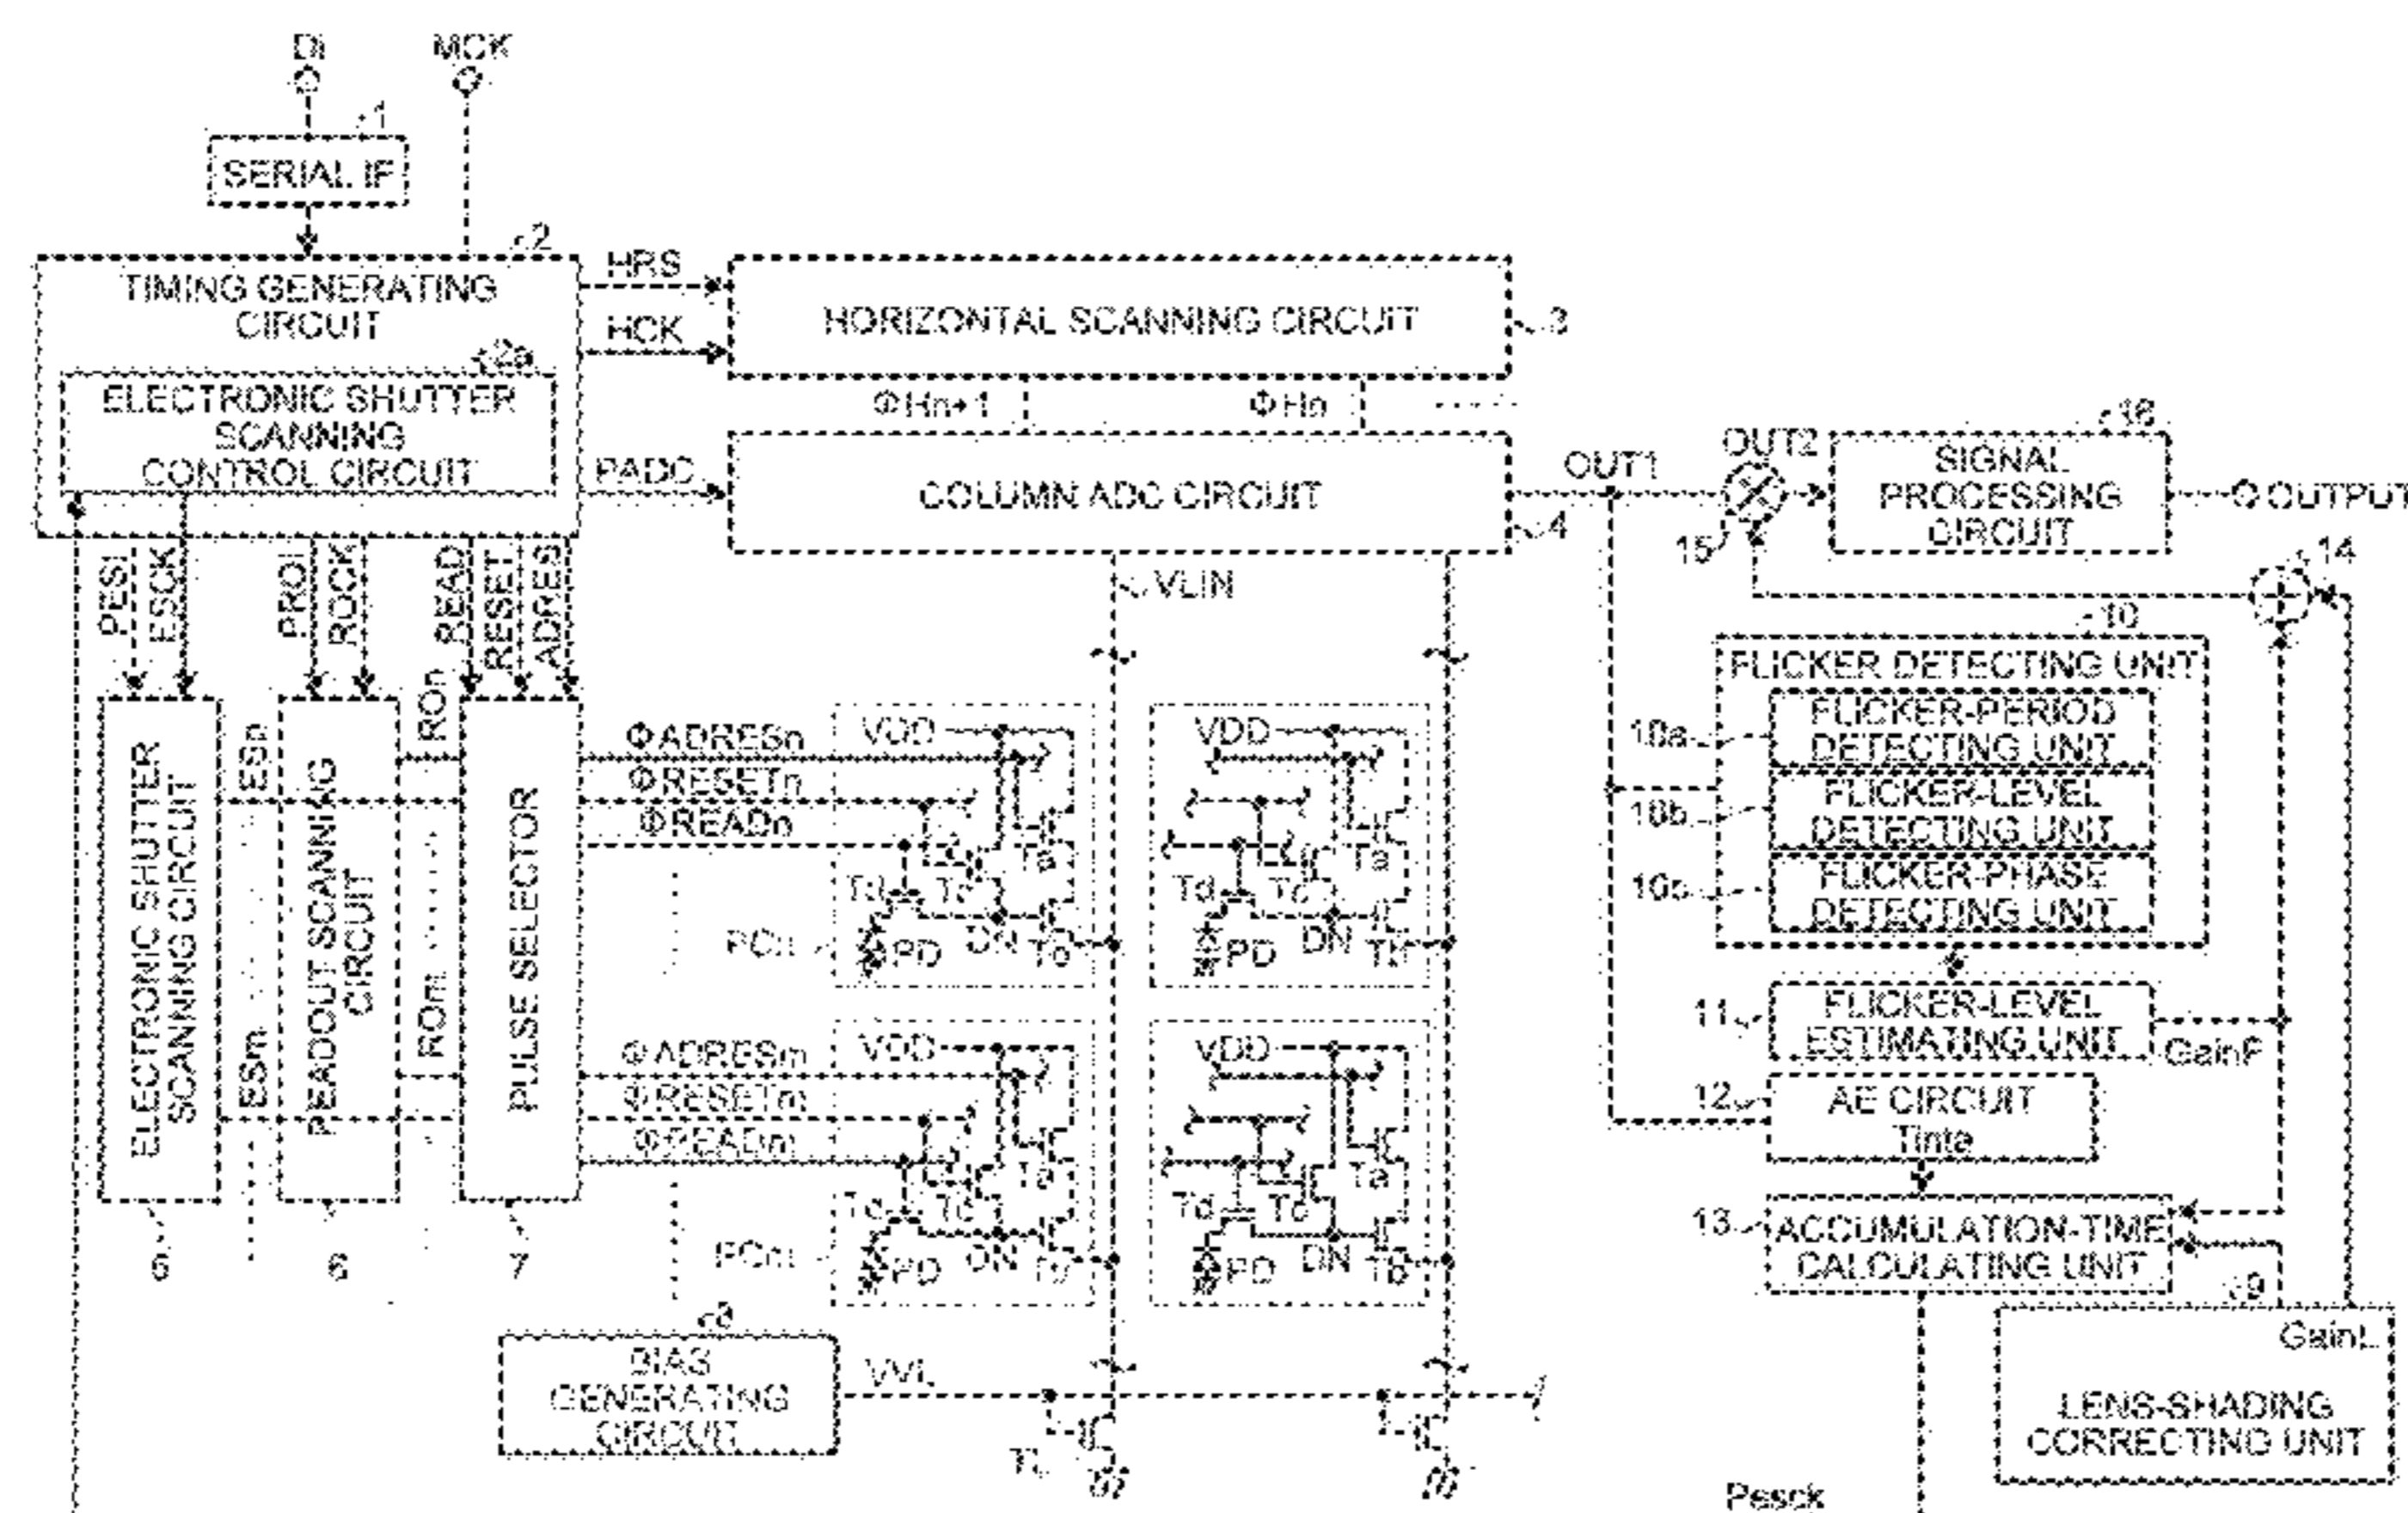 Di
MCK
1
SERIAL IF
2
TIMING GENERATING
CIRCUIT
2a
ELECTRONIC SHUTTER
SCANNING
CONTROL CIRCUIT
HRS
HCK
PADC
HORIZONTAL SCANNING CIRCUIT
3
ΦHn+1
ΦHn
COLUMN ADC CIRCUIT
4
OUT1
OUT2
15
16
SIGNAL
PROCESSING
CIRCUIT
OUTPUT
14
VLIN
PESI
ESCK
PROI
ROCK
READ
RESET
ADRES
ELECTRONIC SHUTTER
SCANNING CIRCUIT
ESn
ESm
READOUT SCANNING
CIRCUIT
ROn
ROm
PULSE SELECTOR
6
7
ΦADRESn
ΦRESETn
ΦREADn
PCn
VDD
Ta
Td
Tc
PD
DN
Tb
VDD
Ta
Td
Tc
PD
DN
Tb
ΦADRESm
ΦRESETm
ΦREADm
PCm
VDD
Ta
Td
Tc
PD
DN
Tb
VDD
Ta
Td
Tc
PD
DN
Tb
BIAS
GENERATING
CIRCUIT
VVL
TL
10
FLICKER DETECTING UNIT
10a
FLICKER-PERIOD
DETECTING UNIT
10b
FLICKER-LEVEL
DETECTING UNIT
10c
FLICKER-PHASE
DETECTING UNIT
11
FLICKER-LEVEL
ESTIMATING UNIT
GainF
12
AE CIRCUIT
Tinta
13
ACCUMULATION-TIME
CALCULATING UNIT
9
GainL
LENS-SHADING
CORRECTING UNIT
Pesck